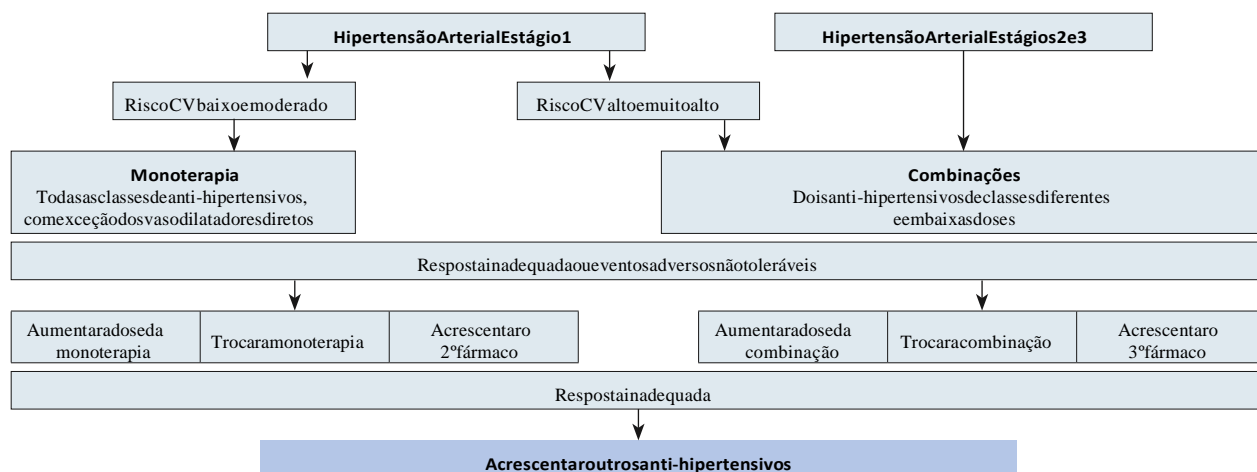 HipertensãoArterialEstágio1
HipertensãoArterialEstágios2e3
RiscoCVbaixoemoderado
RiscoCValtoemuitoalto
Monoterapia
Todasasclassesdeanti-hipertensivos,
comexceçãodosvasodilatadoresdiretos
Combinações
Doisanti-hipertensivosdeclassesdiferentes
eembaixasdoses
Respostainadequadaoueventosadversosnãotoleráveis
Aumentaradoseda
monoterapia
Trocaramonoterapia
Acrescentaro
2ºfármaco
Aumentaradoseda
combinação
Trocaracombinação
Acrescentaro
3ºfármaco
Respostainadequada
Acrescentaroutrosanti-hipertensivos